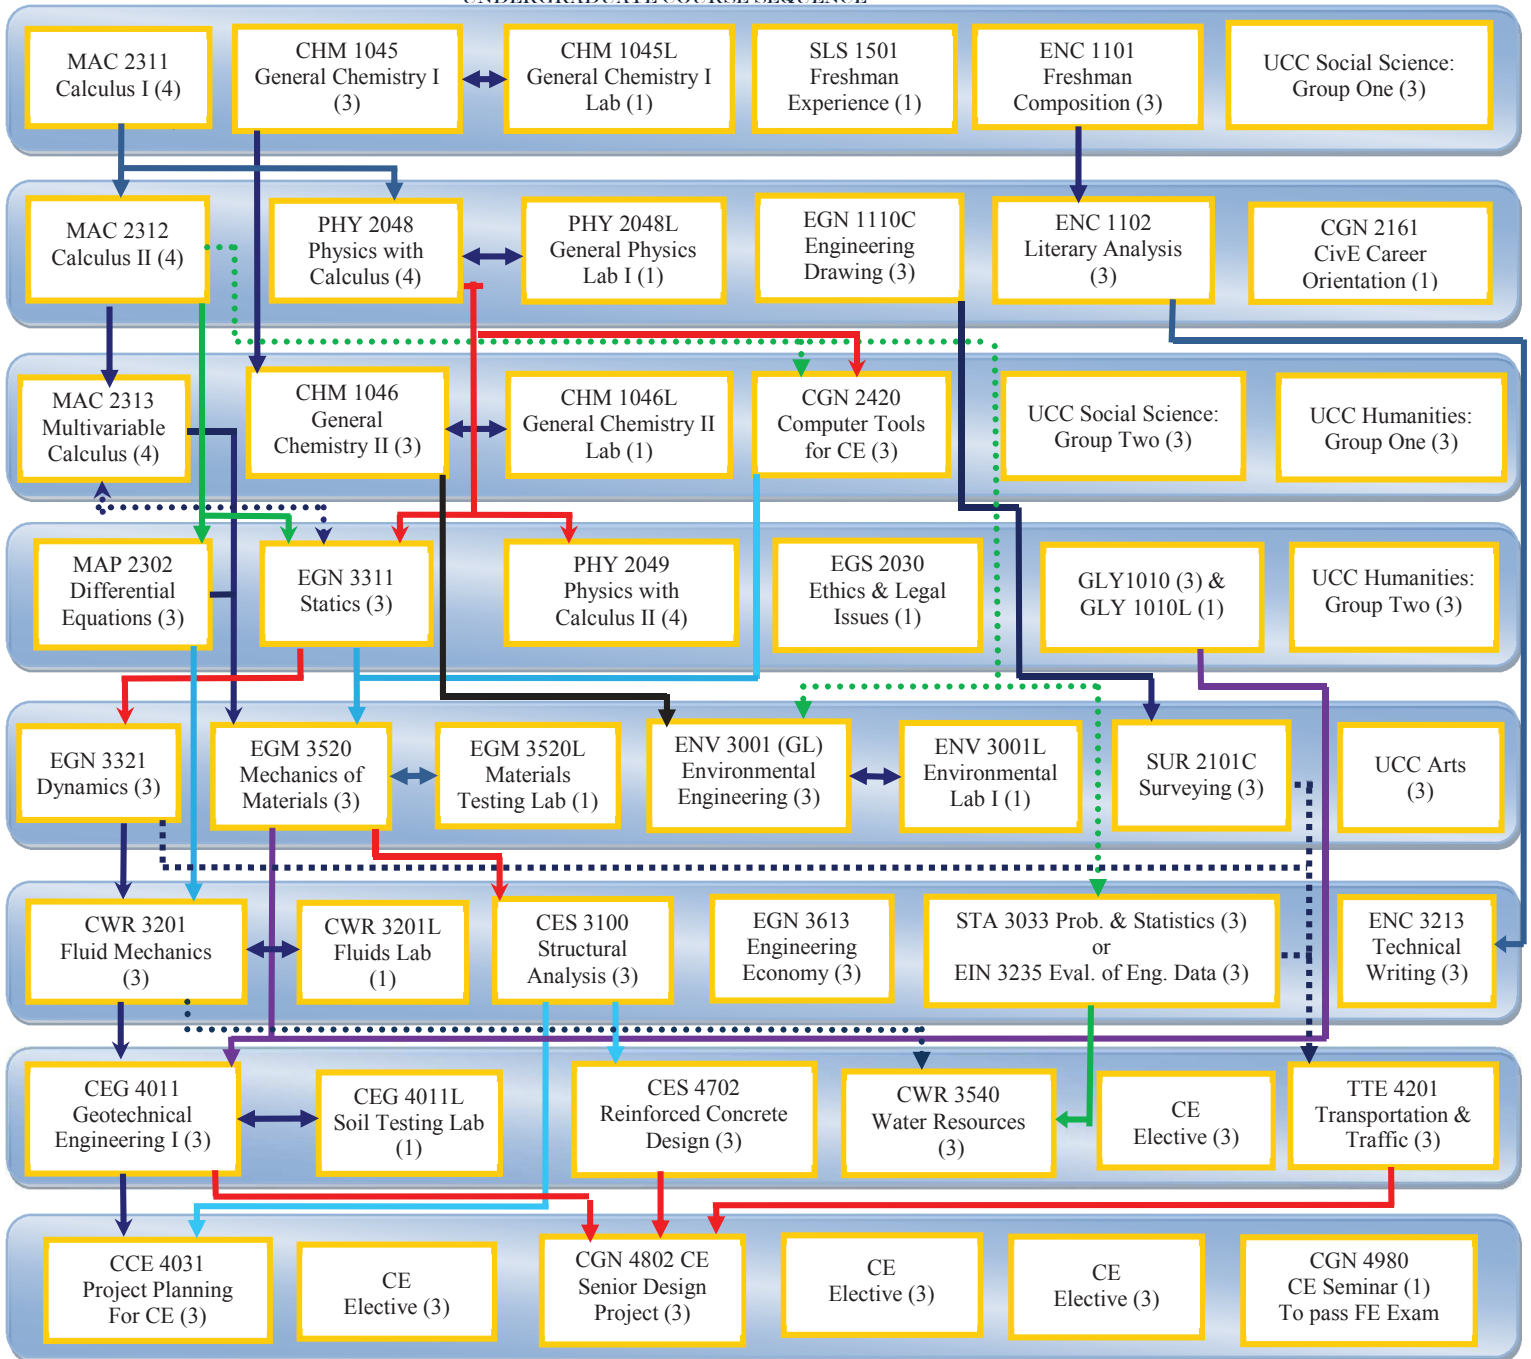 UNDERGRADUATE COURSE SEQUENCE
MAC 2311
Calculus I (4)
CHM 1045
General Chemistry I
(3)
CHM 1045L
General Chemistry I
Lab (1)
SLS 1501
Freshman
Experience (1)
ENC 1101
Freshman
Composition (3)
UCC Social Science:
Group One (3)
MAC 2312
Calculus II (4)
PHY 2048
Physics with
Calculus (4)
PHY 2048L
General Physics
Lab I (1)
EGN 1110C
Engineering
Drawing (3)
ENC 1102
Literary Analysis
(3)
CGN 2161
CivE Career
Orientation (1)
MAC 2313
Multivariable
Calculus (4)
CHM 1046
General
Chemistry II (3)
CHM 1046L
General Chemistry II
Lab (1)
CGN 2420
Computer Tools
for CE (3)
UCC Social Science:
Group Two (3)
UCC Humanities:
Group One (3)
MAP 2302
Differential
Equations (3)
EGN 3311
Statics (3)
PHY 2049
Physics with
Calculus II (4)
EGS 2030
Ethics & Legal
Issues (1)
GLY1010 (3) &
GLY 1010L (1)
UCC Humanities:
Group Two (3)
EGN 3321
Dynamics (3)
EGM 3520
Mechanics of
Materials (3)
EGM 3520L
Materials
Testing Lab (1)
ENV 3001 (GL)
Environmental
Engineering (3)
ENV 3001L
Environmental
Lab I (1)
SUR 2101C
Surveying (3)
UCC Arts
(3)
CWR 3201
Fluid Mechanics
(3)
CWR 3201L
Fluids Lab
(1)
CES 3100
Structural
Analysis (3)
EGN 3613
Engineering
Economy (3)
STA 3033 Prob. & Statistics (3)
or
EIN 3235 Eval. of Eng. Data (3)
ENC 3213
Technical
Writing (3)
CEG 4011
Geotechnical
Engineering I (3)
CEG 4011L
Soil Testing Lab
(1)
CES 4702
Reinforced Concrete
Design (3)
CWR 3540
Water Resources
(3)
CE
Elective (3)
TTE 4201
Transportation &
Traffic (3)
CCE 4031
Project Planning
For CE (3)
CE
Elective (3)
CGN 4802 CE
Senior Design
Project (3)
CE
Elective (3)
CE
Elective (3)
CGN 4980
CE Seminar (1)
To pass FE Exam